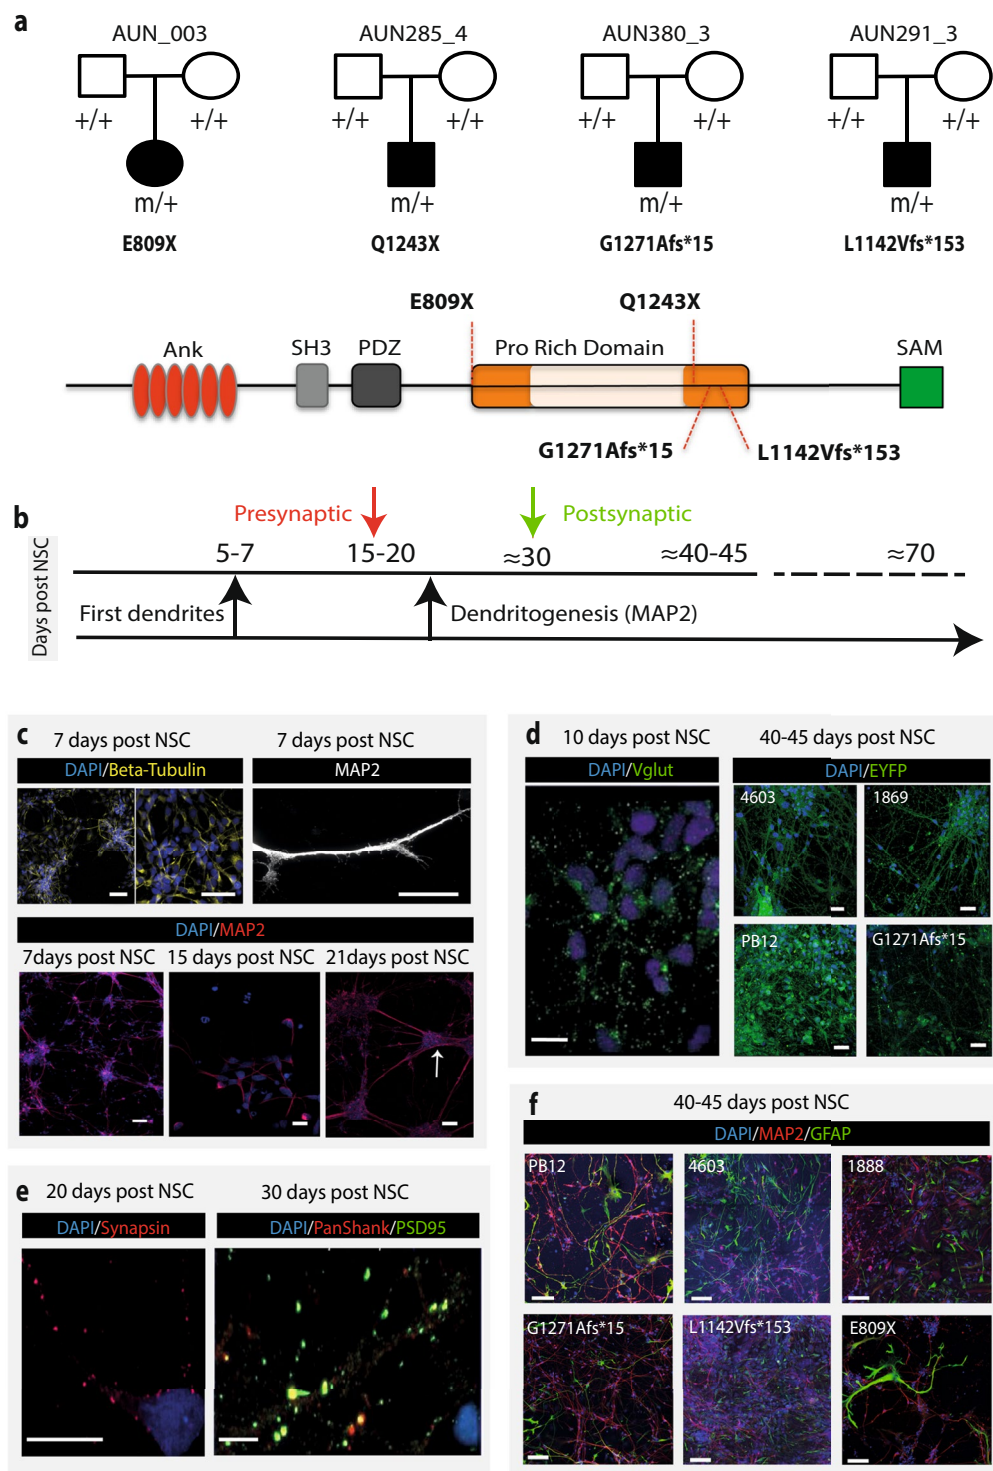 a
AUN_003 AUN285_4 AUN380_3 AUN291_3
+/+ +/+ +/+ +/+ +/+ +/+ +/+ +/+
m/+ m/+ m/+ m/+
E809X Q1243X G1271Afs*15 L1142Vfs*153
E809X Q1243X
Ank SH3 PDZ Pro Rich Domain SAM
G1271Afs*15 L1142Vfs*153
b
Presynaptic Postsynaptic
Days post NSC
5-7 15-20 ≈30 ≈40-45 ≈70
First dendrites Dendritogenesis (MAP2)
c
7 days post NSC 7 days post NSC
DAPI/Beta-Tubulin MAP2
DAPI/MAP2
7days post NSC 15 days post NSC 21days post NSC
d
10 days post NSC 40-45 days post NSC
DAPI/Vglut DAPI/EYFP
4603 1869
PB12 G1271Afs*15
e
20 days post NSC 30 days post NSC
DAPI/Synapsin DAPI/PanShank/PSD95
f
40-45 days post NSC
DAPI/MAP2/GFAP
PB12 4603 1888
G1271Afs*15 L1142Vfs*153 E809X